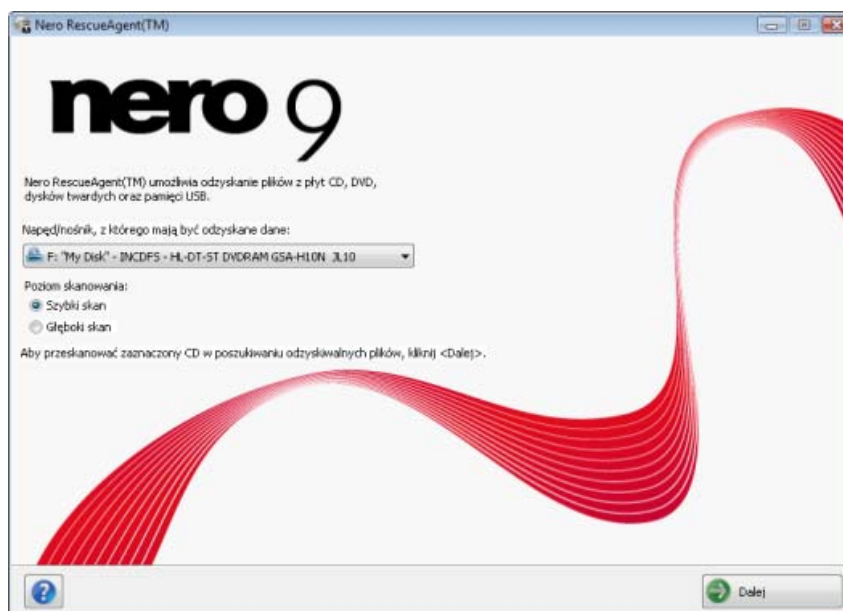 Nero RescueAgent(TM)
nero 9
Nero RescueAgent(TM) umożliwia odzyskanie plików z płyt CD, DVD,
dysków twardych oraz pamięci USB.
Napęd/nośnik, z którego mają być odzyskane dane:
F: "My Disk" - INCDFS - HL-DT-ST DVDRAM GSA-H10N JL10
Poziom skanowania:
Szybki skan
Głęboki skan
Aby przeskanować zaznaczony CD w poszukiwaniu odzyskiwalnych plików, kliknij <Dalej>.
? Dalej